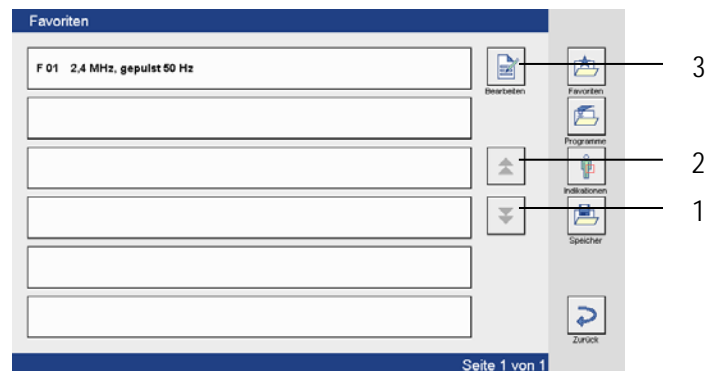 Favoriten
F 01 2,4 MHz, gepulst 50 Hz
Bearbeiten
Favoriten
3
Programme
2
Indikationen
1
Speicher
Zurück
Seite 1 von 1